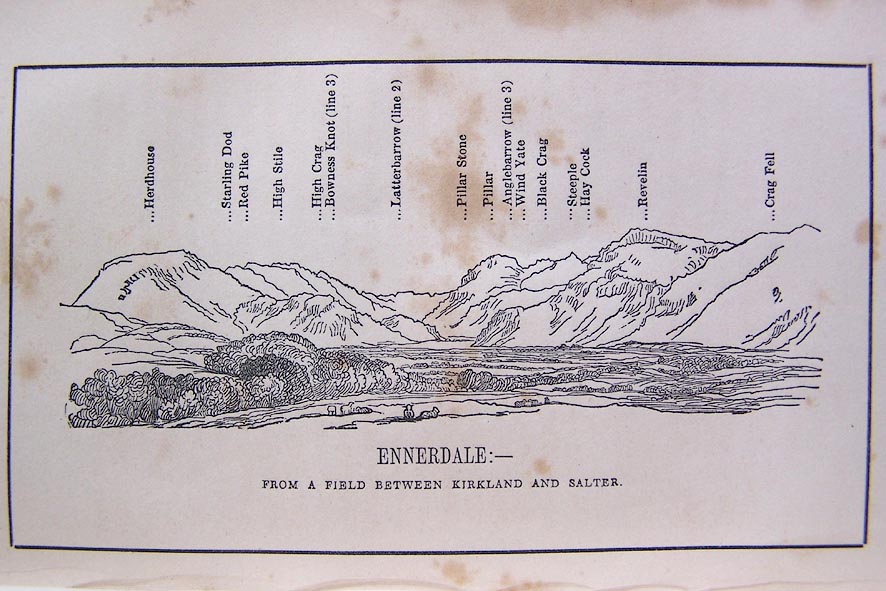 ...Herdhouse
...Starling Dod
...Red Pike
...High Stile
...High Crag
...Bowness Knot (line 3)
...Latterbarrow (line 2)
...Pillar Stone
...Pillar
...Anglebarrow (line 3)
...Wind Yate
...Black Crag
...Steeple
...Hay Cock
...Revelin
...Crag Fell
ENNERDALE:—
FROM A FIELD BETWEEN KIRKLAND AND SALTER.